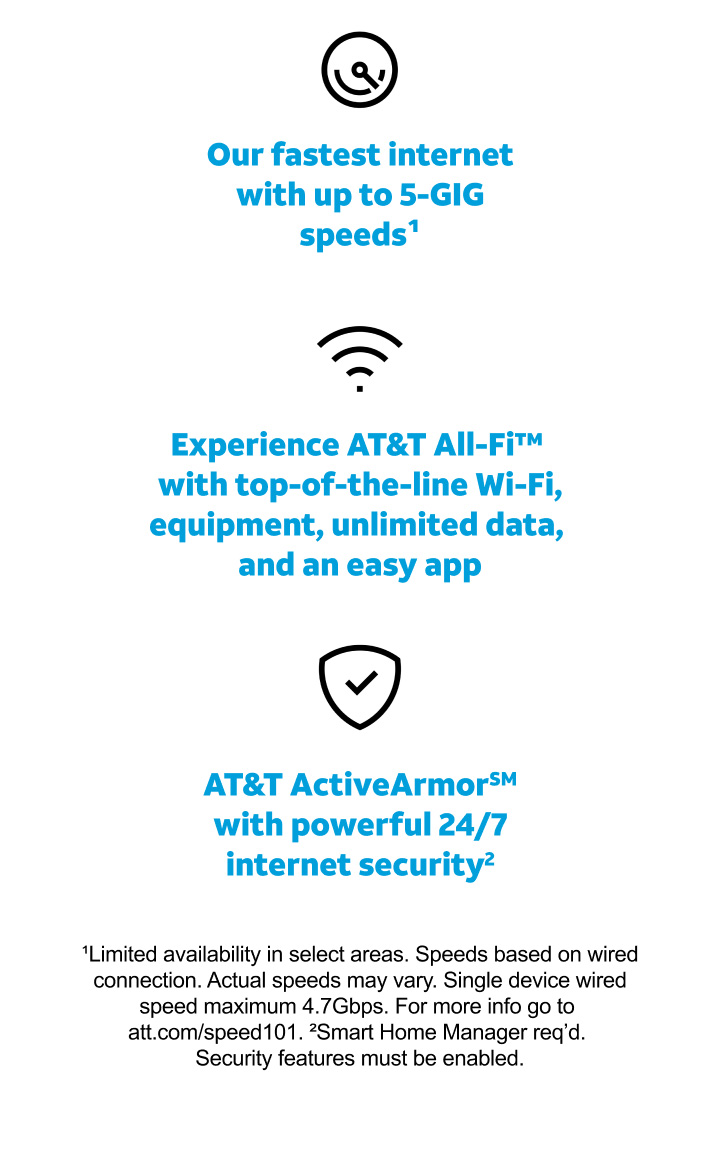 Our fastest internet
with up to 5-GIG
speeds¹
Experience AT&T All-Fi™
with top-of-the-line Wi-Fi,
equipment, unlimited data,
and an easy app
AT&T ActiveArmor℠
with powerful 24/7
internet security²
¹Limited availability in select areas. Speeds based on wired
connection. Actual speeds may vary. Single device wired
speed maximum 4.7Gbps. For more info go to
att.com/speed101. ²Smart Home Manager req’d.
Security features must be enabled.